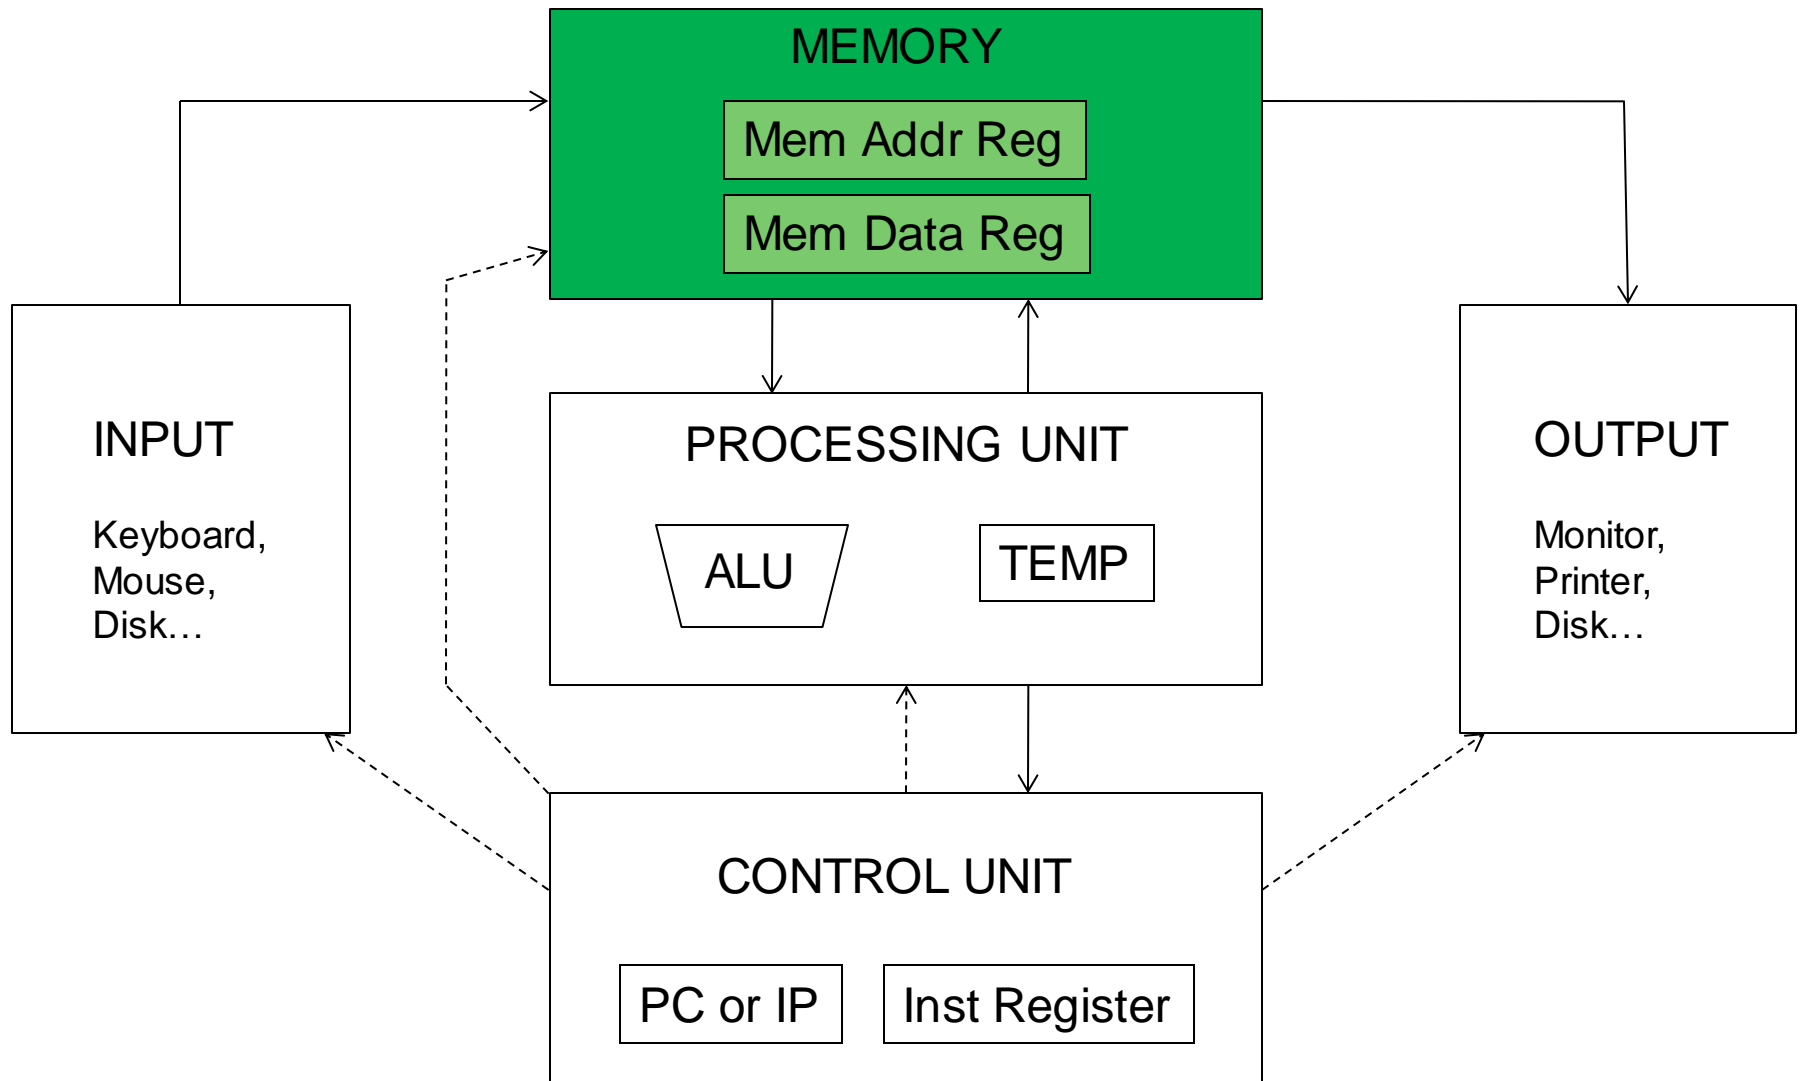 MEMORY
Mem Addr Reg
Mem Data Reg
INPUT
Keyboard,
Mouse,
Disk…
PROCESSING UNIT
ALU
TEMP
OUTPUT
Monitor,
Printer,
Disk…
CONTROL UNIT
PC or IP
Inst Register